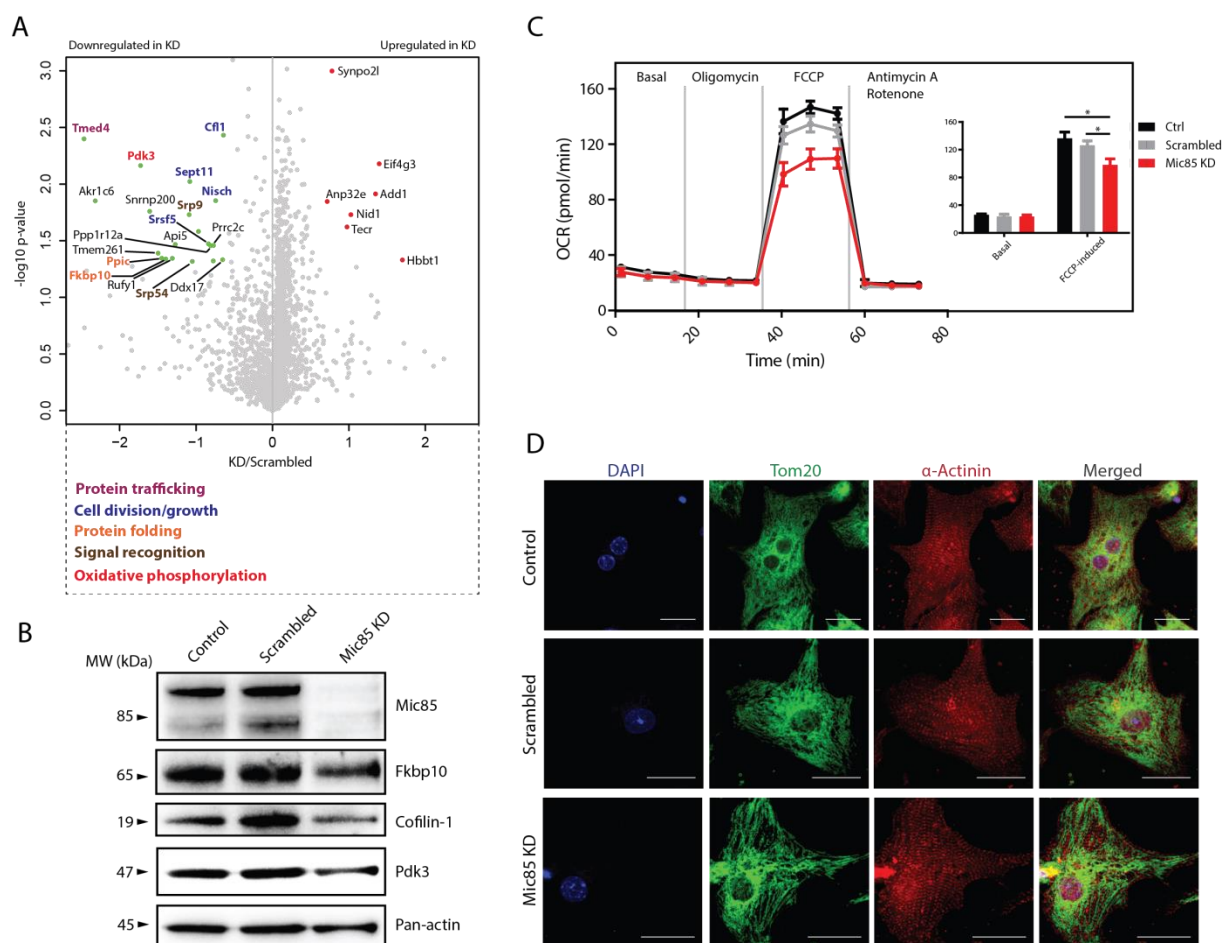 A
Downregulated in KD
Upregulated in KD
3.0
2.5
2.0
1.5
1.0
0.5
0.0
-log10 p-value
Synpo2l
Tmed4
Cfl1
Pdk3
Eif4g3
Sept11
Akr1c6
Snrnp200
Nisch
Anp32e
Add1
Srp9
Srsf5
Nid1
Ppp1r12a
Api5
Prrc2c
Tecr
Tmem261
Ppic
Hbbt1
Fkbp10
Rufy1
Ddx17
Srp54
−2
−1
0
1
2
KD/Scrambled
Protein trafficking
Cell division/growth
Protein folding
Signal recognition
Oxidative phosphorylation
B
MW (kDa)
Control
Scrambled
Mic85 KD
85
Mic85
65
Fkbp10
19
Cofilin-1
47
Pdk3
45
Pan-actin
C
Basal
Oligomycin
FCCP
Antimycin A
Rotenone
160
120
80
40
0
OCR (pmol/min)
0
20
40
60
80
Time (min)
160
120
80
40
0
*
*
Basal
FCCP-induced
Ctrl
Scrambled
Mic85 KD
D
DAPI
Tom20
α-Actinin
Merged
Control
Scrambled
Mic85 KD